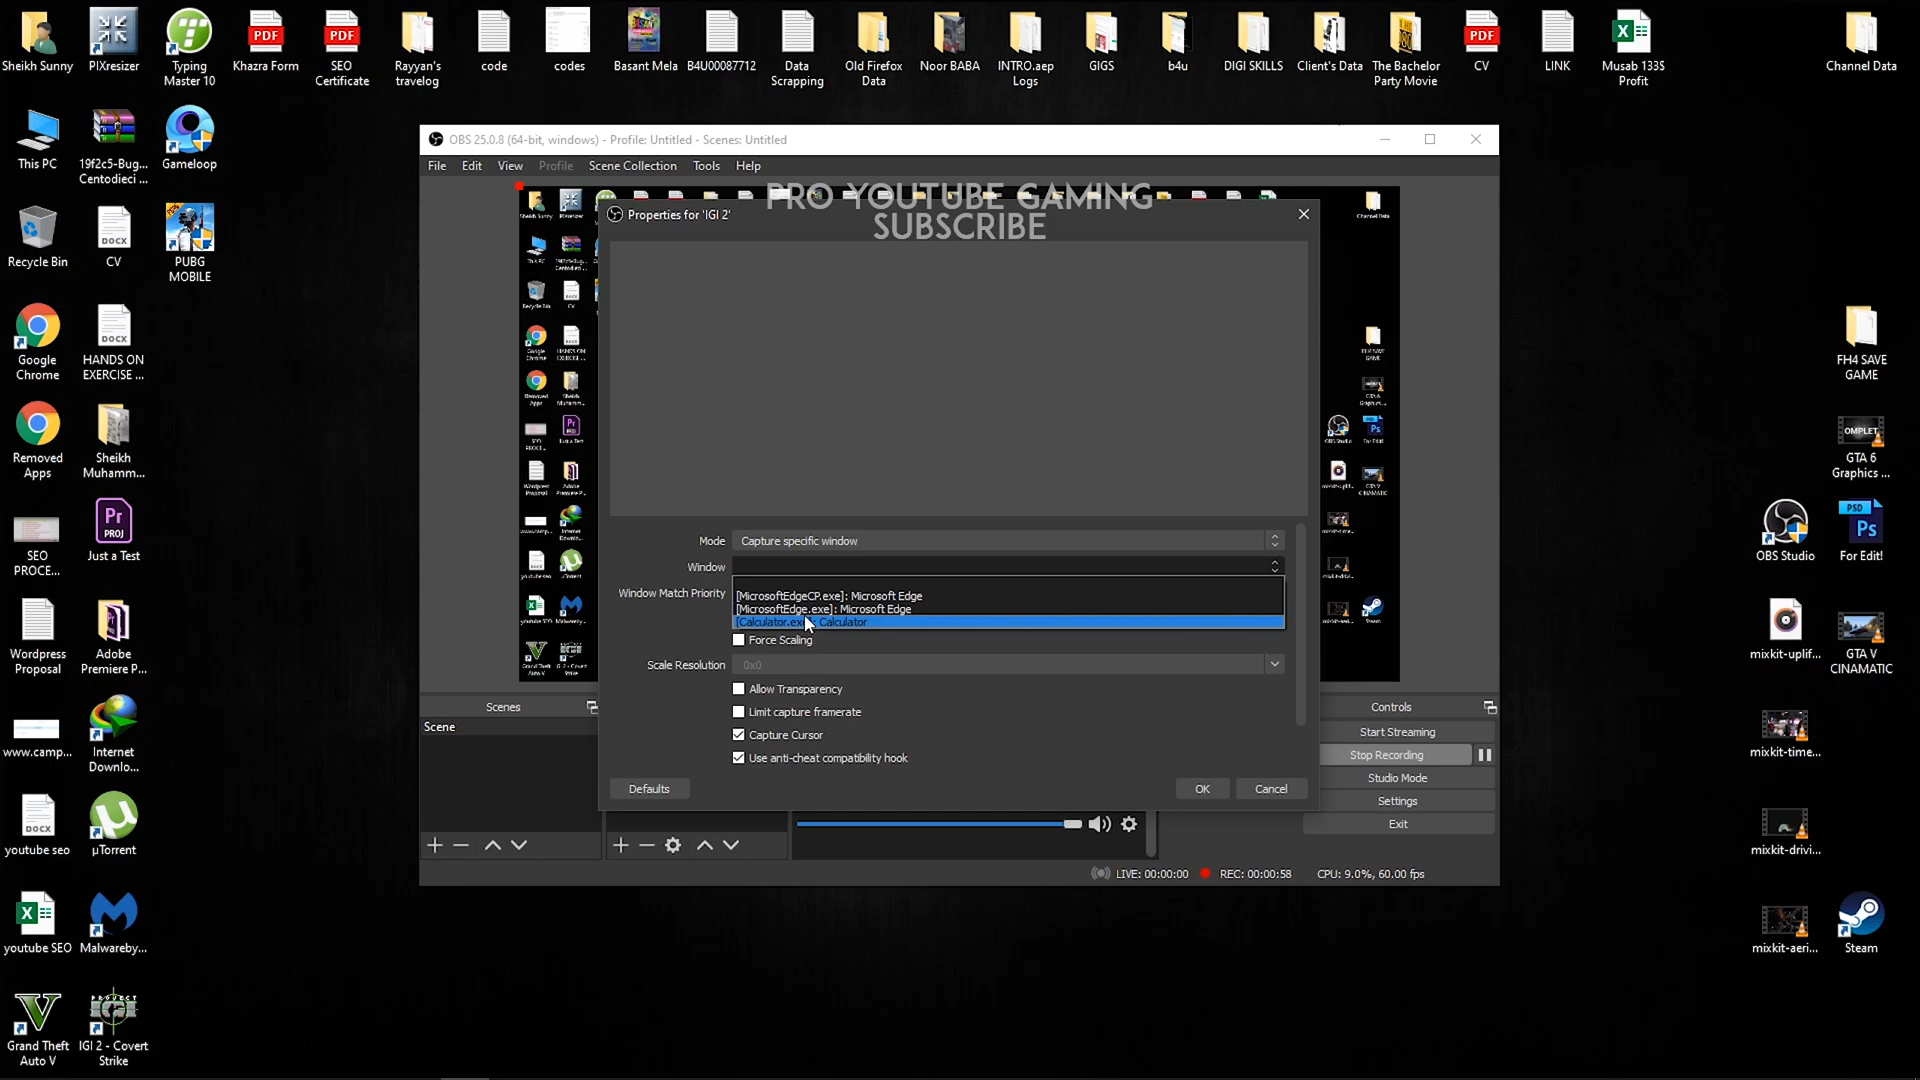 Sheikh Sunny
PIXresizer
Typing
Master 10
Khazra Form
SEO
Certificate
Rayyan's
travelog
code
codes
Basant Mela
B4U00087712
Data
Scrapping
Old Firefox
Data
Noor BABA
INTRO.aep
Logs
GIGS
b4u
DIGI SKILLS
Client's Data
The Bachelor
Party Movie
CV
LINK
Musab 133$
Profit
Channel Data
This PC
19f2c5-Bug...
Centodieci ...
Gameloop
Recycle Bin
CV
PUBG
MOBILE
Google
Chrome
HANDS ON
EXERCISE ...
Removed
Apps
Sheikh
Muhamm...
SEO
PROCE...
Just a Test
Wordpress
Proposal
Adobe
Premiere P...
www.camp...
Internet
Downlo...
youtube seo
µTorrent
youtube SEO
Malwareby...
Grand Theft
Auto V
IGI 2 - Covert
Strike
OBS 25.0.8 (64-bit, windows) - Profile: Untitled - Scenes: Untitled
File Edit View Profile Scene Collection Tools Help
PRO YOUTUBE GAMING
SUBSCRIBE
Properties for 'IGI 2'
Mode Capture specific window
Window
Window Match Priority
[MicrosoftEdgeCP.exe]: Microsoft Edge
[MicrosoftEdge.exe]: Microsoft Edge
[Calculator.exe]: Calculator
Force Scaling
Scale Resolution 0x0
Allow Transparency
Limit capture framerate
Capture Cursor
Use anti-cheat compatibility hook
Defaults
OK
Cancel
Scenes
Scene
Controls
Start Streaming
Stop Recording
Studio Mode
Settings
Exit
LIVE: 00:00:00
REC: 00:00:58
CPU: 9.0%, 60.00 fps
FH4 SAVE
GAME
OMPLET
GTA 6
Graphics ...
OBS Studio
For Edit!
mixkit-uplif...
GTA V
CINAMATIC
mixkit-time...
mixkit-drivi...
mixkit-aeri...
Steam